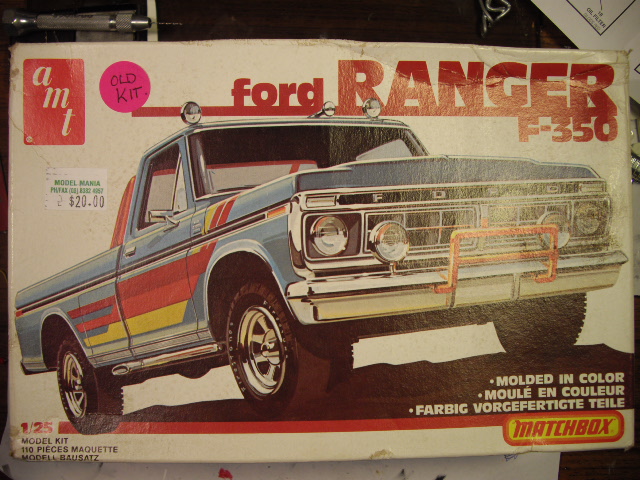 amt
OLD
KIT.
ford RANGER
F-350
MODEL MANIA
$20.00
FORD
• MOLDED IN COLOR
• MOULÉ EN COULEUR
• FARBIG VORGEFERTIGTE TEILE
MATCHBOX
1/25
MODEL KIT
110 PIECES MAQUETTE
MODELL BAUSATZ